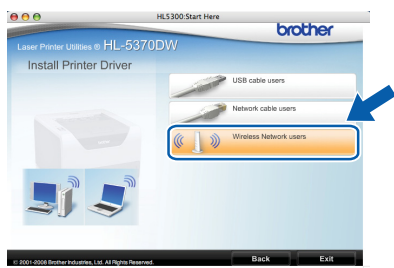 HL5300:Start Here
brother
Laser Printer Utilities ® HL-5370DW
Install Printer Driver
USB cable users
Network cable users
Wireless Network users
© 2001-2008 Brother Industries, Ltd. All Rights Reserved.
Back
Exit